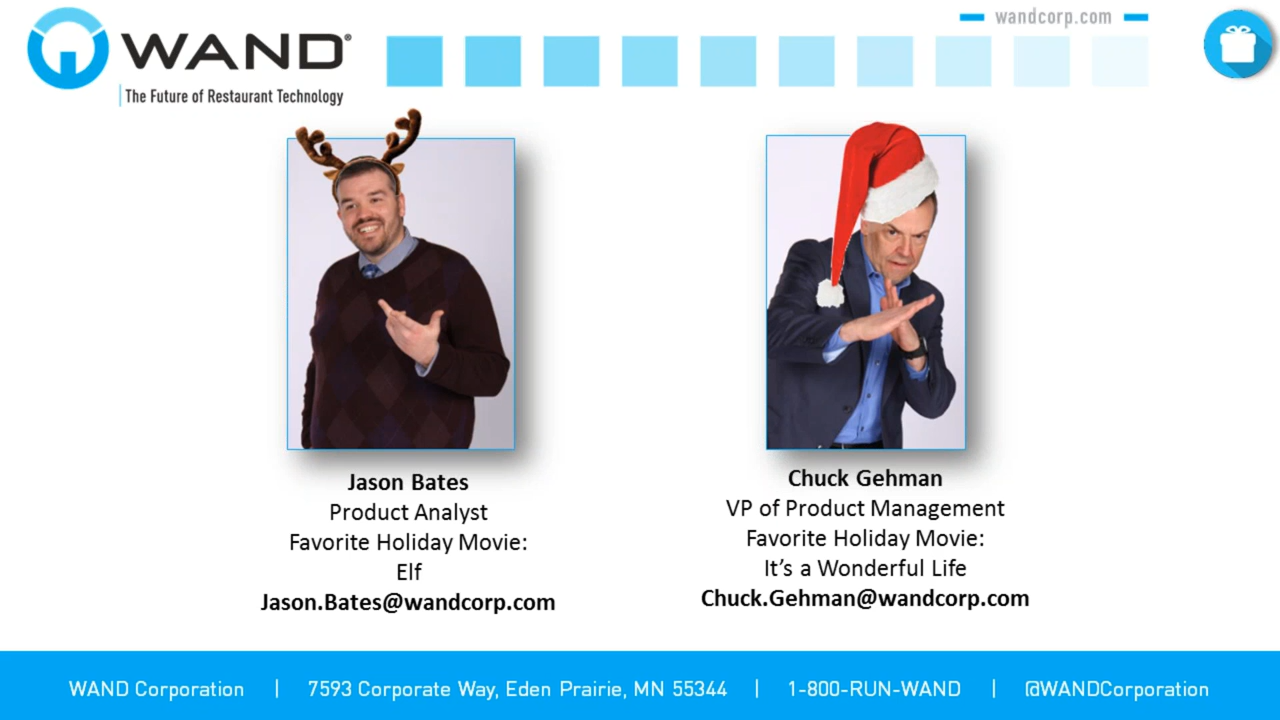 WAND®
The Future of Restaurant Technology
wandcorp.com
Jason Bates
Product Analyst
Favorite Holiday Movie:
Elf
Jason.Bates@wandcorp.com
Chuck Gehman
VP of Product Management
Favorite Holiday Movie:
It’s a Wonderful Life
Chuck.Gehman@wandcorp.com
WAND Corporation | 7593 Corporate Way, Eden Prairie, MN 55344 | 1-800-RUN-WAND | @WANDCorporation